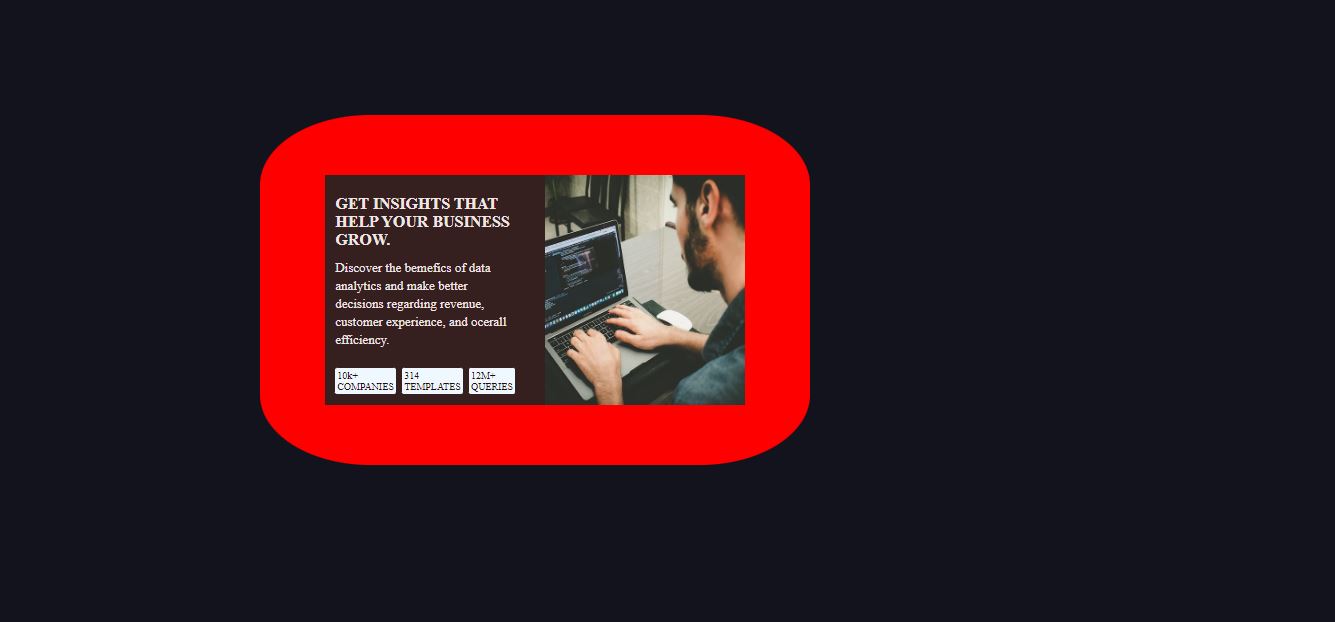 GET INSIGHTS THAT
HELP YOUR BUSINESS
GROW.
Discover the bemefics of data
analytics and make better
decisions regarding revenue,
customer experience, and ocerall
efficiency.
10k+
COMPANIES
314
TEMPLATES
12M+
QUERIES